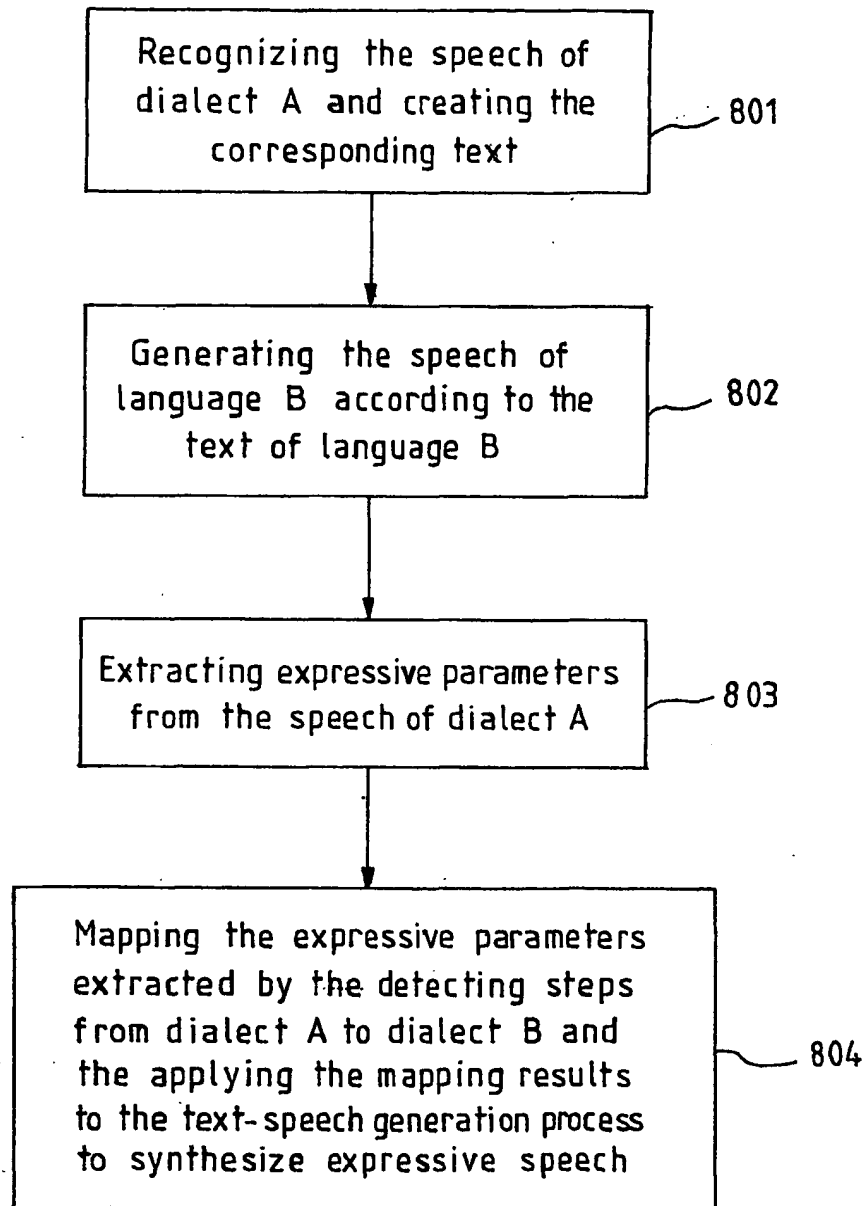 Recognizing the speech of
dialect A and creating the
corresponding text
801
Generating the speech of
language B according to the
text of language B
802
Extracting expressive parameters
from the speech of dialect A
803
Mapping the expressive parameters
extracted by the detecting steps
from dialect A to dialect B and
the applying the mapping results
to the text-speech generation process
to synthesize expressive speech
804